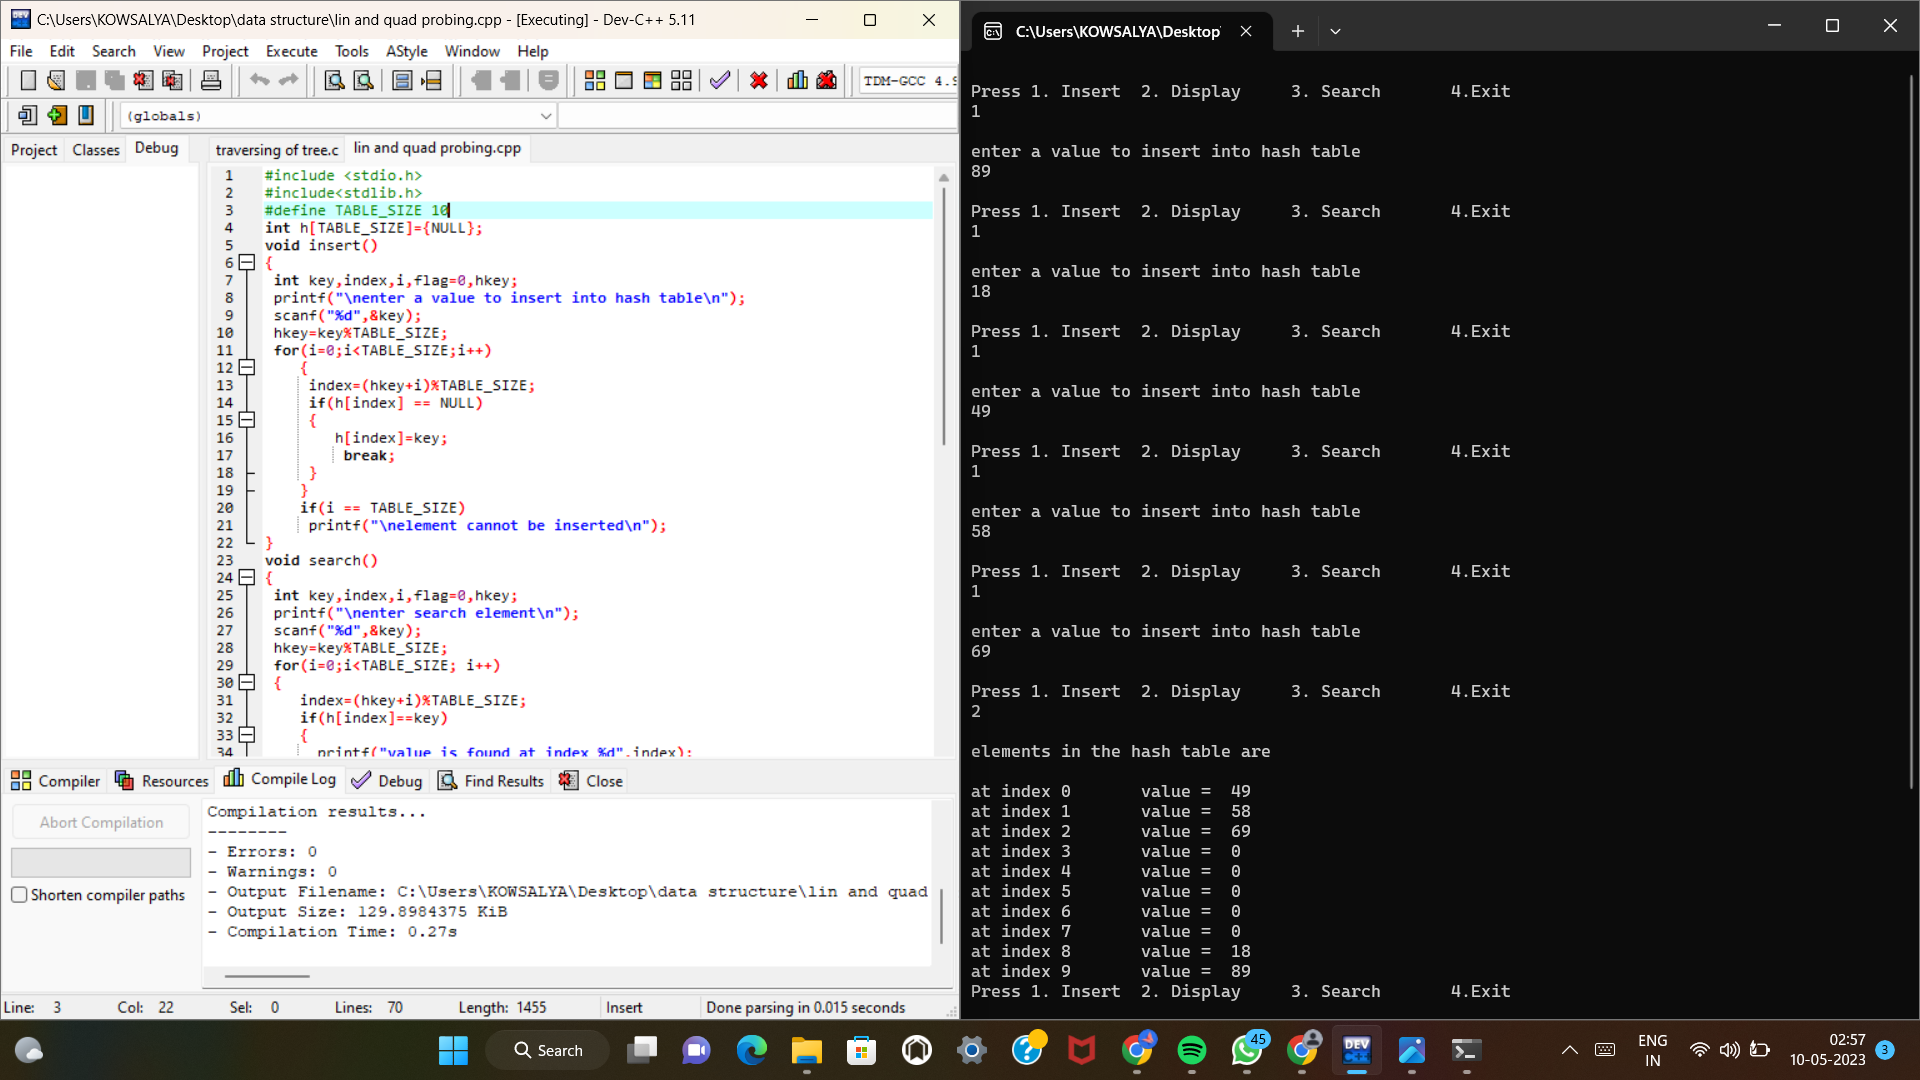 C:\Users\KOWSALYA\Desktop\data structure\lin and quad probing.cpp - [Executing] - Dev-C++ 5.11
File Edit Search View Project Execute Tools AStyle Window Help
TDM-GCC 4.9
(globals)
Project Classes Debug
traversing of tree.c lin and quad probing.cpp
1 #include <stdio.h>
2 #include<stdlib.h>
3 #define TABLE_SIZE 10
4 int h[TABLE_SIZE]={NULL};
5 void insert()
6 {
7 int key,index,i,flag=0,hkey;
8 printf("\nenter a value to insert into hash table\n");
9 scanf("%d",&key);
10 hkey=key%TABLE_SIZE;
11 for(i=0;i<TABLE_SIZE;i++)
12 {
13 index=(hkey+i)%TABLE_SIZE;
14 if(h[index] == NULL)
15 {
16 h[index]=key;
17 break;
18 }
19 }
20 if(i == TABLE_SIZE)
21 printf("\nelement cannot be inserted\n");
22 }
23 void search()
24 {
25 int key,index,i,flag=0,hkey;
26 printf("\nenter search element\n");
27 scanf("%d",&key);
28 hkey=key%TABLE_SIZE;
29 for(i=0;i<TABLE_SIZE; i++)
30 {
31 index=(hkey+i)%TABLE_SIZE;
32 if(h[index]==key)
33 {
34 printf("value is found at index %d",index);
Compiler Resources Compile Log Debug Find Results Close
Abort Compilation
Shorten compiler paths
Compilation results...
--------
- Errors: 0
- Warnings: 0
- Output Filename: C:\Users\KOWSALYA\Desktop\data structure\lin and quad
- Output Size: 129.8984375 KiB
- Compilation Time: 0.27s
Line: 3 Col: 22 Sel: 0 Lines: 70 Length: 1455 Insert Done parsing in 0.015 seconds
C:\Users\KOWSALYA\Desktop\
Press 1. Insert 2. Display 3. Search 4.Exit
1
enter a value to insert into hash table
89
Press 1. Insert 2. Display 3. Search 4.Exit
1
enter a value to insert into hash table
18
Press 1. Insert 2. Display 3. Search 4.Exit
1
enter a value to insert into hash table
49
Press 1. Insert 2. Display 3. Search 4.Exit
1
enter a value to insert into hash table
58
Press 1. Insert 2. Display 3. Search 4.Exit
1
enter a value to insert into hash table
69
Press 1. Insert 2. Display 3. Search 4.Exit
2
elements in the hash table are
at index 0 value = 49
at index 1 value = 58
at index 2 value = 69
at index 3 value = 0
at index 4 value = 0
at index 5 value = 0
at index 6 value = 0
at index 7 value = 0
at index 8 value = 18
at index 9 value = 89
Press 1. Insert 2. Display 3. Search 4.Exit
Search
45
DEV C++
ENG
IN
02:57
10-05-2023
3